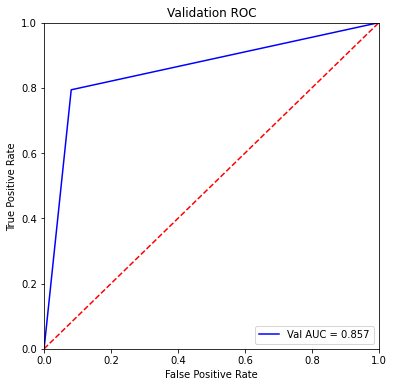 Validation ROC
True Positive Rate
1.0
0.8
0.6
0.4
0.2
0.0
Val AUC = 0.857
0.0 0.2 0.4 0.6 0.8 1.0
False Positive Rate